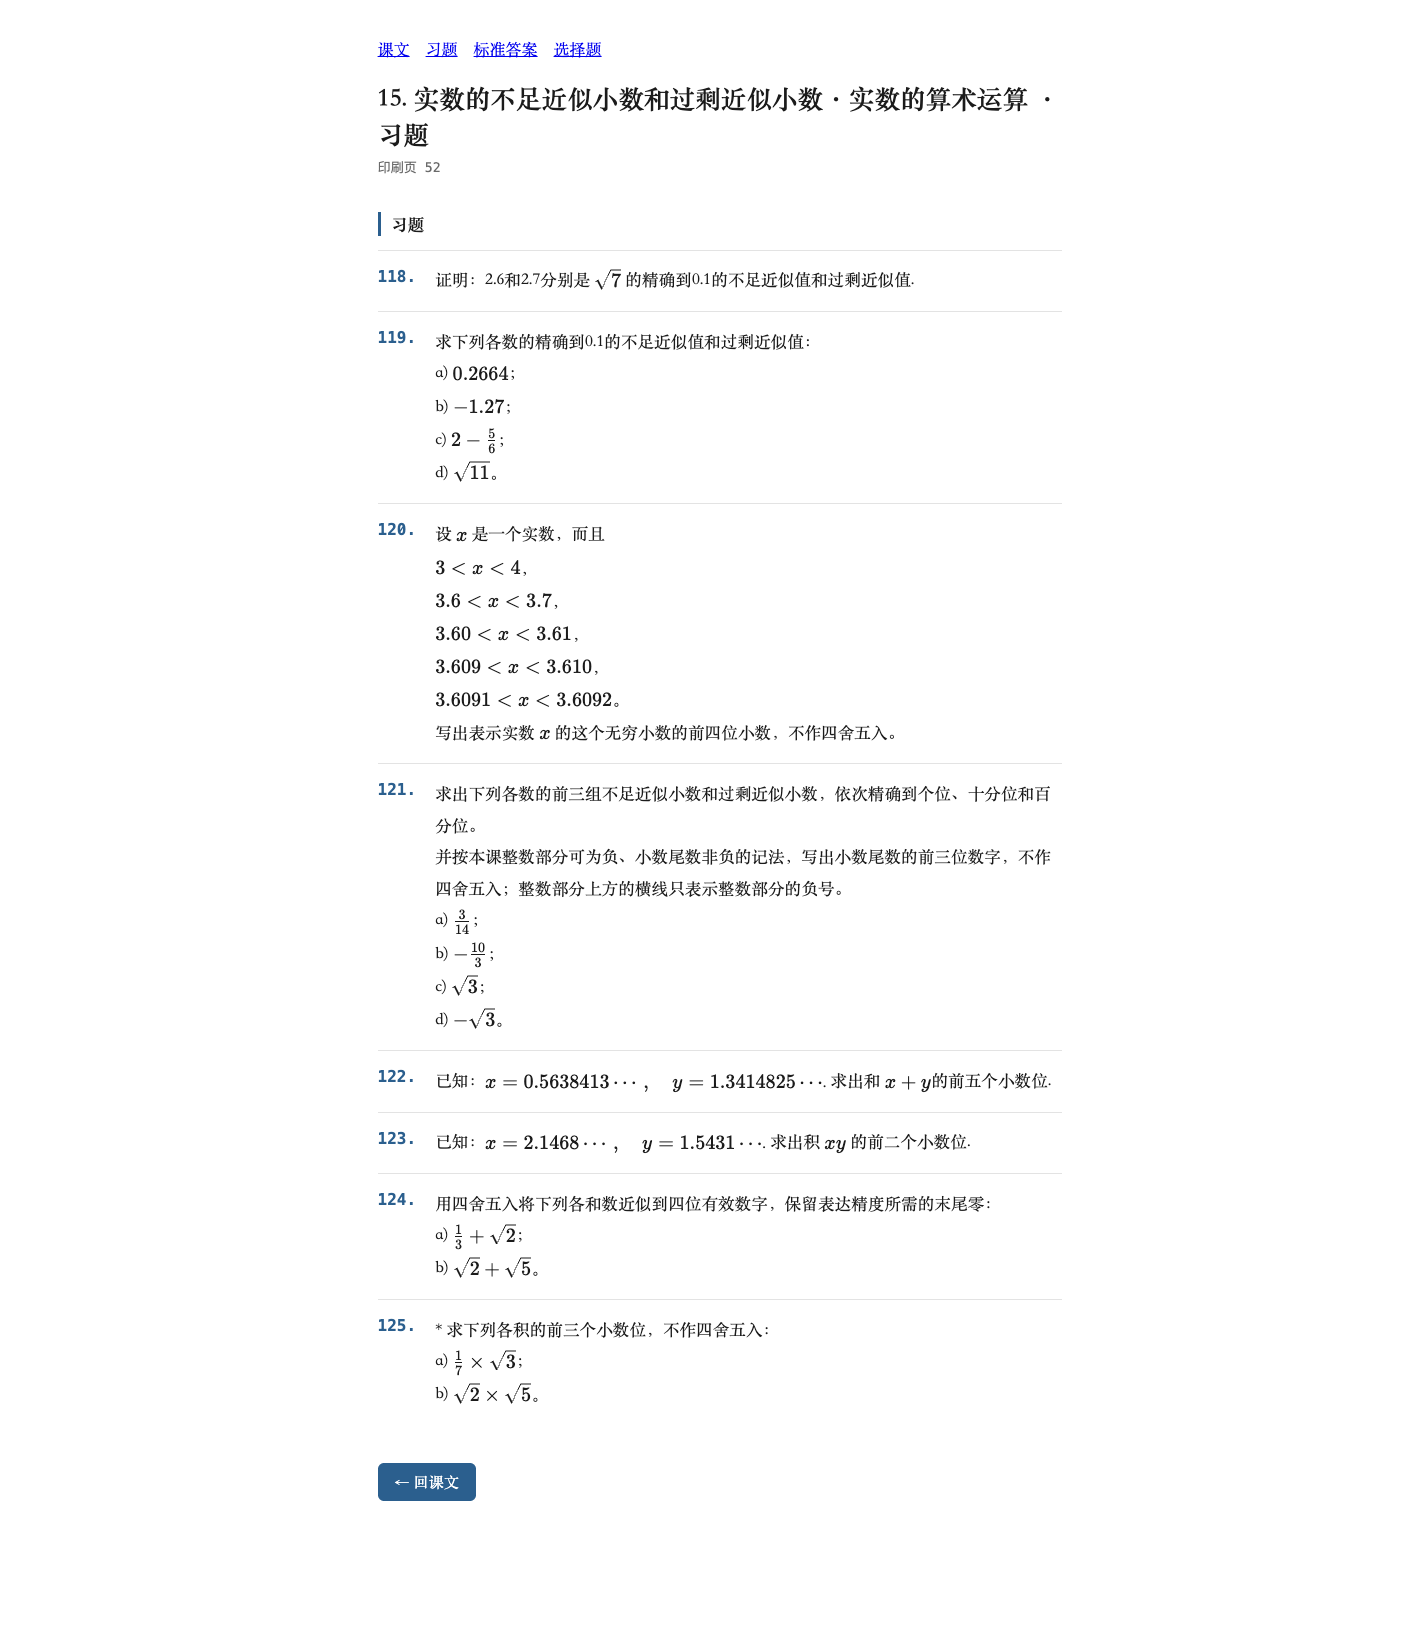 课文 习题 标准答案 选择题
15. 实数的不足近似小数和过剩近似小数 · 实数的算术运算 ·
习题
印刷页 52
习题
118. 证明：2.6和2.7分别是 √7 的精确到0.1的不足近似值和过剩近似值.
119. 求下列各数的精确到0.1的不足近似值和过剩近似值：
a) 0.2664；
b) −1.27；
c) 2 − 5/6；
d) √11。
120. 设 x 是一个实数，而且
3 < x < 4，
3.6 < x < 3.7，
3.60 < x < 3.61，
3.609 < x < 3.610，
3.6091 < x < 3.6092。
写出表示实数 x 的这个无穷小数的前四位小数，不作四舍五入。
121. 求出下列各数的前三组不足近似小数和过剩近似小数，依次精确到个位、十分位和百
分位。
并按本课整数部分可为负、小数尾数非负的记法，写出小数尾数的前三位数字，不作
四舍五入；整数部分上方的横线只表示整数部分的负号。
a) 3/14；
b) −10/3；
c) √3；
d) −√3。
122. 已知：x = 0.5638413⋯ , y = 1.3414825⋯. 求出和 x + y的前五个小数位.
123. 已知：x = 2.1468⋯ , y = 1.5431⋯. 求出积 xy 的前二个小数位.
124. 用四舍五入将下列各和数近似到四位有效数字，保留表达精度所需的末尾零：
a) 1/3 + √2；
b) √2 + √5。
125. * 求下列各积的前三个小数位，不作四舍五入：
a) 1/7 × √3；
b) √2 × √5。
← 回课文